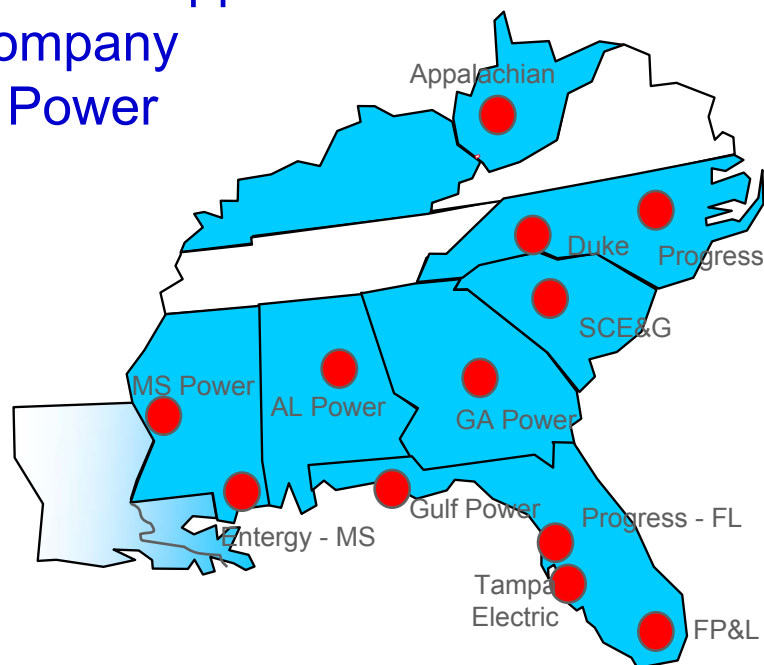 Company
Power
Appalachian
Duke
Progress
SCE&G
MS Power
AL Power
GA Power
Gulf Power
Entergy - MS
Progress - FL
Tampa
Electric
FP&L